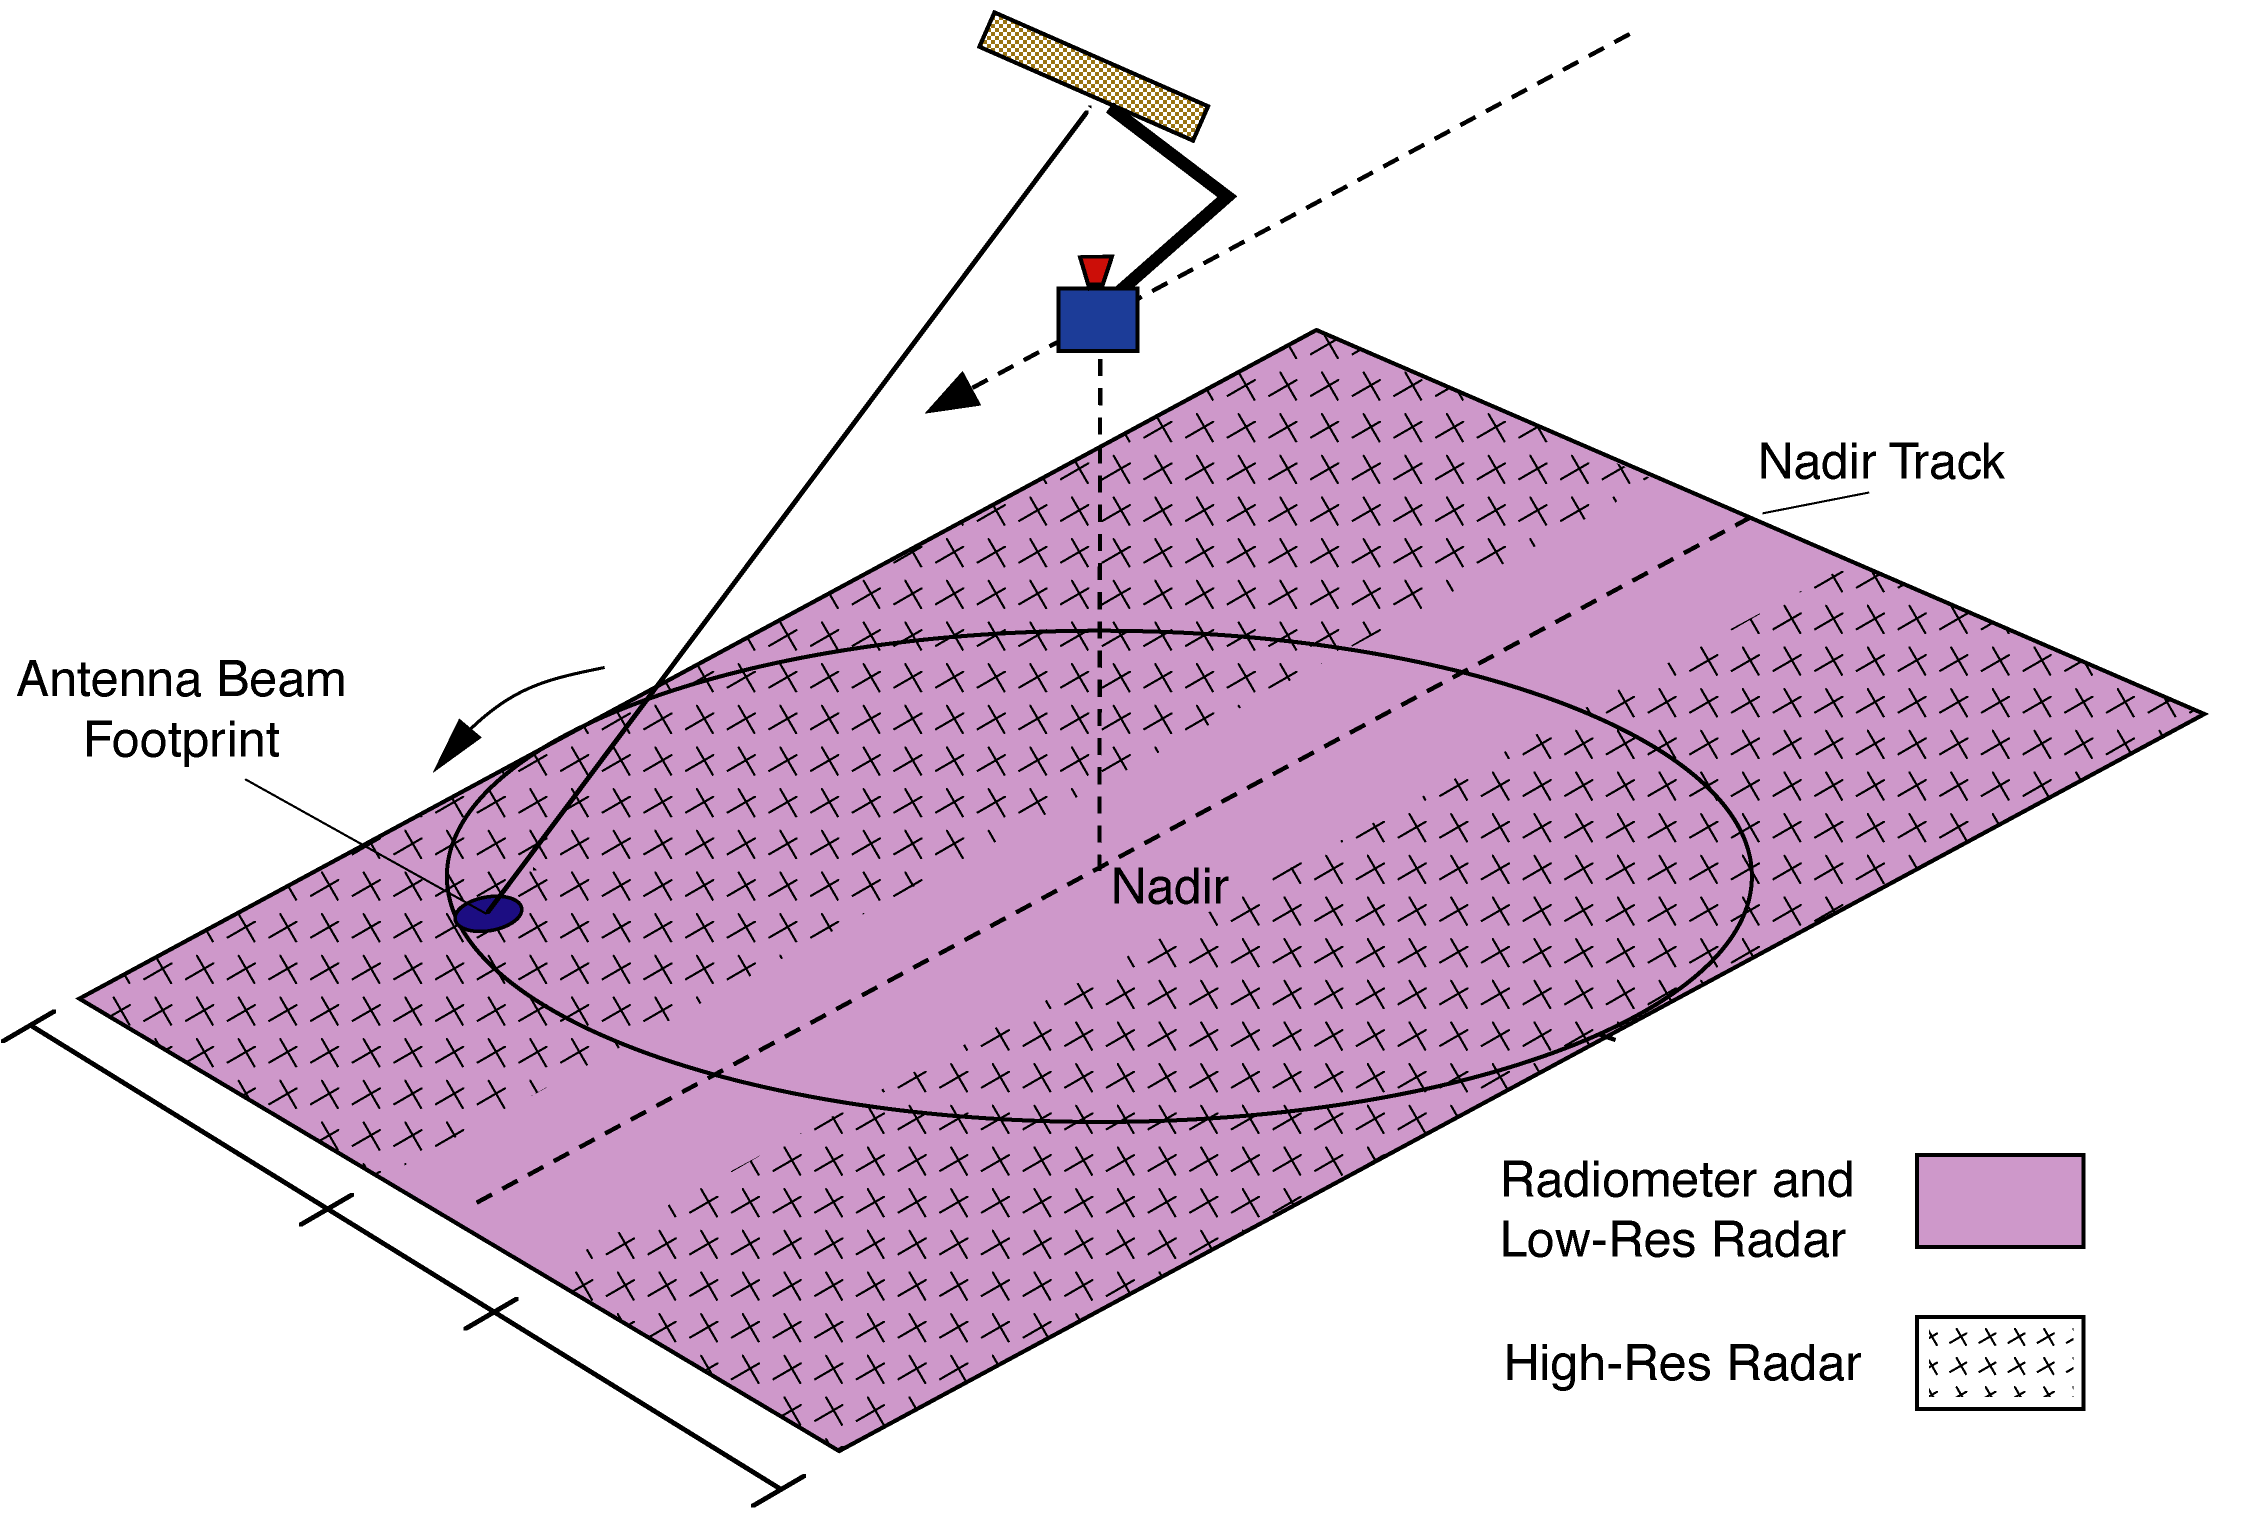 Nadir Track
Antenna Beam
Footprint
Nadir
Radiometer and
Low-Res Radar
High-Res Radar